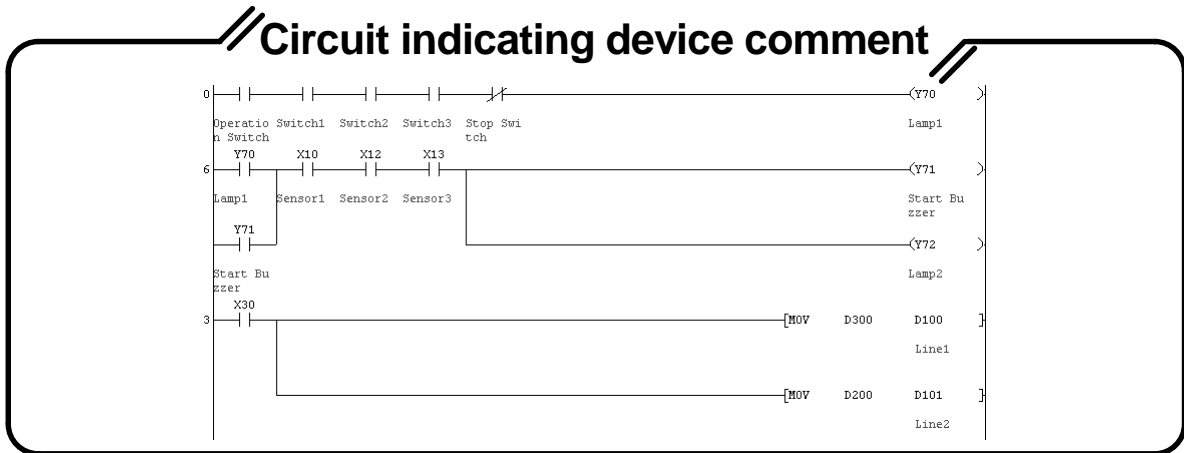 Circuit indicating device comment
0 (Y70 )
Operatio Switch1 Switch2 Switch3 Stop Swi Lamp1
n Switch tch
Y70 X10 X12 X13
6 (Y71 )
Lamp1 Sensor1 Sensor2 Sensor3 Start Bu
zzer
Y71
(Y72 )
Start Bu Lamp2
zzer
X30
3 [MOV D300 D100 ]
Line1
[MOV D200 D101 ]
Line2